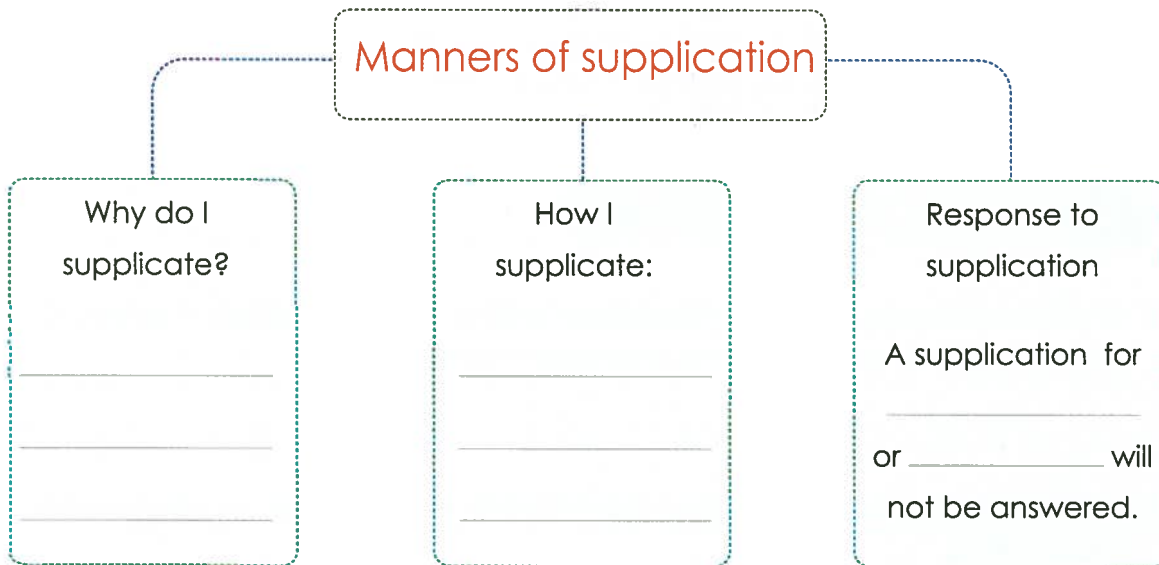 Manners of supplication
Why do I
supplicate?
How I
supplicate:
Response to
supplication
A supplication for
or will
not be answered.